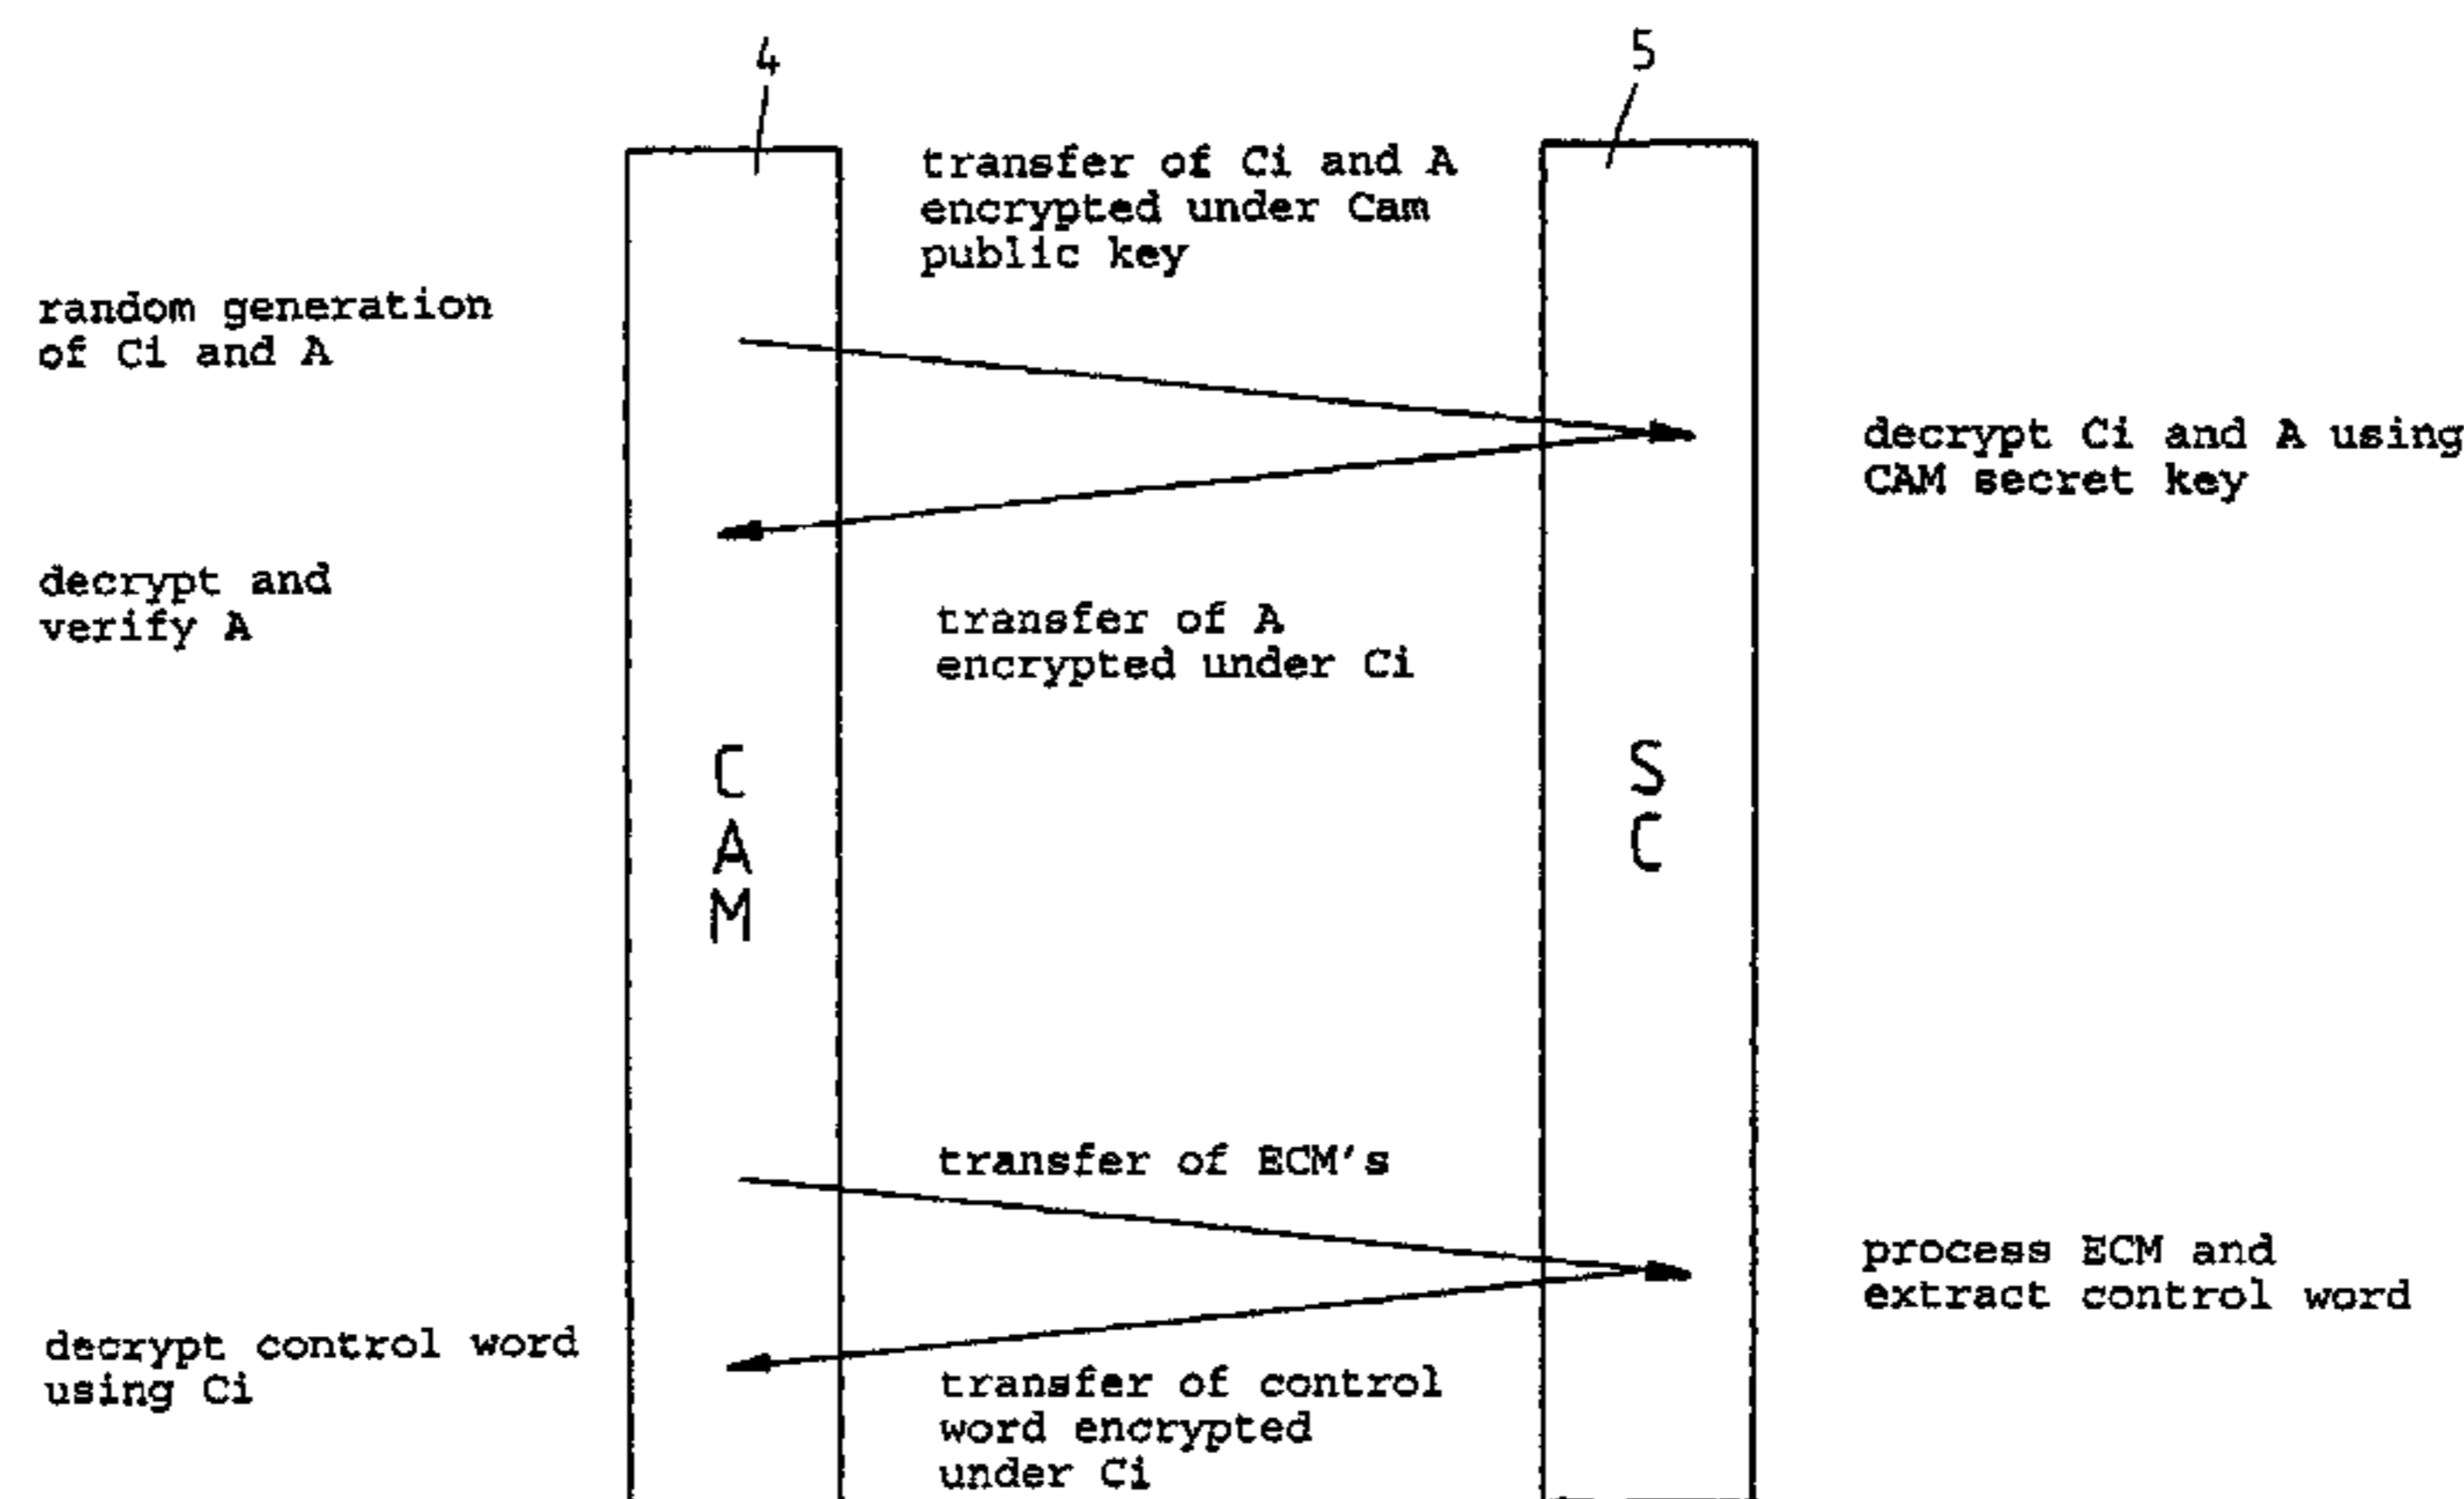 4
5
transfer of Ci and A
encrypted under Cam
public key
random generation
of Ci and A
decrypt Ci and A using
CAM secret key
decrypt and
verify A
transfer of A
encrypted under Ci
C
A
M
S
C
transfer of ECM's
process ECM and
extract control word
decrypt control word
using Ci
transfer of control
word encrypted
under Ci